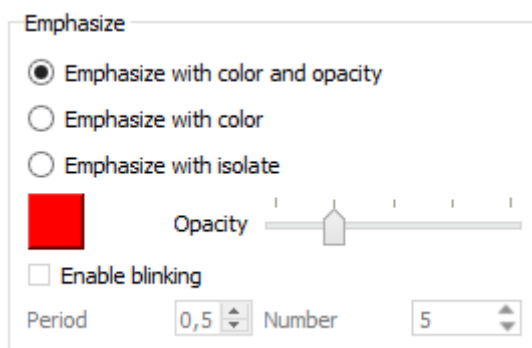 Emphasize
Emphasize with color and opacity
Emphasize with color
Emphasize with isolate
Opacity
Enable blinking
Period 0,5 Number 5